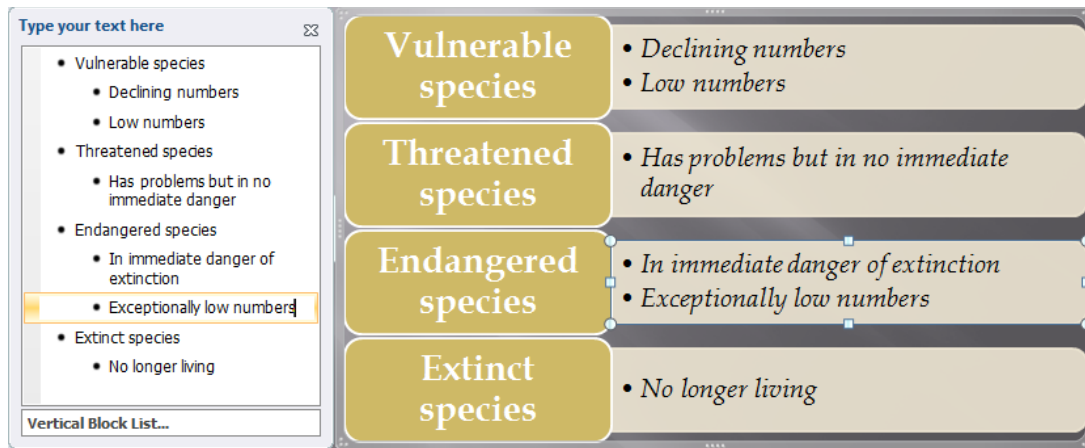 Type your text here
• Vulnerable species
• Declining numbers
• Low numbers
• Threatened species
• Has problems but in no
immediate danger
• Endangered species
• In immediate danger of
extinction
• Exceptionally low numbers
• Extinct species
• No longer living
Vertical Block List...
Vulnerable
species
• Declining numbers
• Low numbers
Threatened
species
• Has problems but in no immediate
danger
Endangered
species
• In immediate danger of extinction
• Exceptionally low numbers
Extinct
species
• No longer living